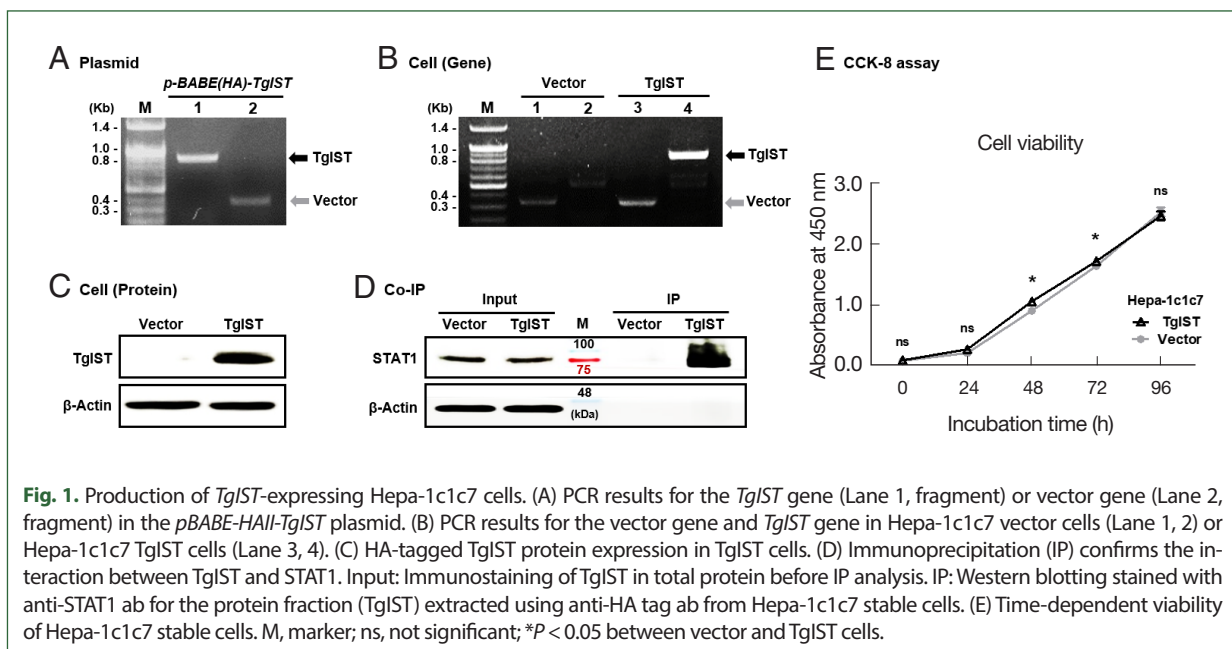 A Plasmid
p-BABE(HA)-TgIST
(Kb) M 1 2
1.4 -
1.0 -
0.8 -
TgIST
0.4 -
0.3 -
Vector
B Cell (Gene)
Vector TgIST
(Kb) M 1 2 3 4
1.4 -
1.0 -
0.8 -
TgIST
0.4 -
0.3 -
Vector
C Cell (Protein)
Vector TgIST
TgIST
β-Actin
D Co-IP
Input IP
Vector TgIST M Vector TgIST
STAT1
100
75
48
(kDa)
β-Actin
E CCK-8 assay
Cell viability
Absorbance at 450 nm
3.0
2.0
1.0
0.0
ns
ns
*
*
ns
Hepa-1c1c7
TgIST
Vector
0 24 48 72 96
Incubation time (h)
Fig. 1. Production of TgIST-expressing Hepa-1c1c7 cells. (A) PCR results for the TgIST gene (Lane 1, fragment) or vector gene (Lane 2,
fragment) in the pBABE-HAII-TgIST plasmid. (B) PCR results for the vector gene and TgIST gene in Hepa-1c1c7 vector cells (Lane 1, 2) or
Hepa-1c1c7 TgIST cells (Lane 3, 4). (C) HA-tagged TgIST protein expression in TgIST cells. (D) Immunoprecipitation (IP) confirms the in-
teraction between TgIST and STAT1. Input: Immunostaining of TgIST in total protein before IP analysis. IP: Western blotting stained with
anti-STAT1 ab for the protein fraction (TgIST) extracted using anti-HA tag ab from Hepa-1c1c7 stable cells. (E) Time-dependent viability
of Hepa-1c1c7 stable cells. M, marker; ns, not significant; *P < 0.05 between vector and TgIST cells.